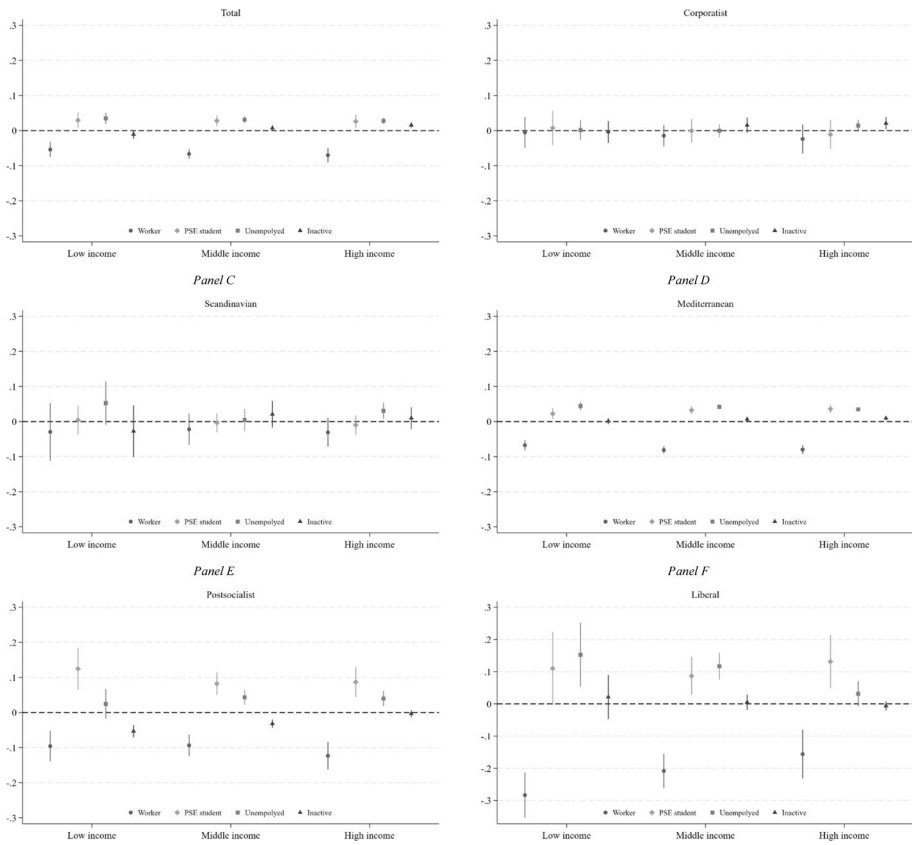 Total
.3
.2
.1
0
-.1
-.2
-.3
Worker PSE student Unempolyed Inactive
Low income Middle income High income
Corporatist
.3
.2
.1
0
-.1
-.2
-.3
Worker PSE student Unempolyed Inactive
Low income Middle income High income
Panel C
Scandinavian
.3
.2
.1
0
-.1
-.2
-.3
Worker PSE student Unempolyed Inactive
Low income Middle income High income
Panel D
Mediterranean
.3
.2
.1
0
-.1
-.2
-.3
Worker PSE student Unempolyed Inactive
Low income Middle income High income
Panel E
Postsocialist
.3
.2
.1
0
-.1
-.2
-.3
Worker PSE student Unempolyed Inactive
Low income Middle income High income
Panel F
Liberal
.3
.2
.1
0
-.1
-.2
-.3
Worker PSE student Unempolyed Inactive
Low income Middle income High income